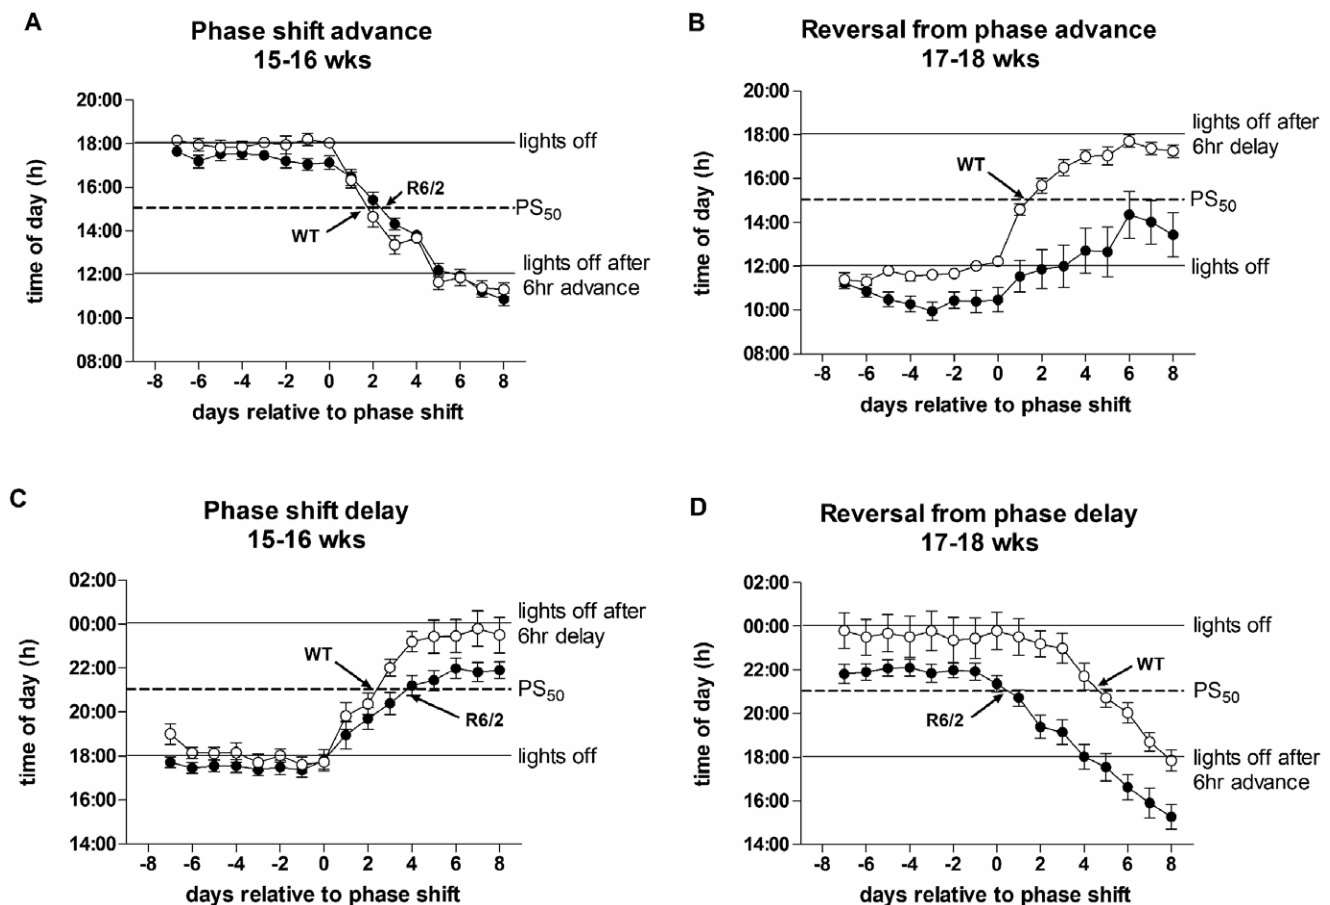 A
Phase shift advance
15-16 wks
20:00
18:00
16:00
14:00
12:00
10:00
08:00
time of day (h)
lights off
R6/2
PS50
WT
lights off after
6hr advance
-8 -6 -4 -2 0 2 4 6 8
days relative to phase shift
B
Reversal from phase advance
17-18 wks
20:00
18:00
16:00
14:00
12:00
10:00
08:00
time of day (h)
lights off after
6hr delay
WT
PS50
lights off
-8 -6 -4 -2 0 2 4 6 8
days relative to phase shift
C
Phase shift delay
15-16 wks
02:00
00:00
22:00
20:00
18:00
16:00
14:00
time of day (h)
lights off after
6hr delay
WT
PS50
R6/2
lights off
-8 -6 -4 -2 0 2 4 6 8
days relative to phase shift
D
Reversal from phase delay
17-18 wks
02:00
00:00
22:00
20:00
18:00
16:00
14:00
time of day (h)
lights off
WT
PS50
R6/2
lights off after
6hr advance
-8 -6 -4 -2 0 2 4 6 8
days relative to phase shift